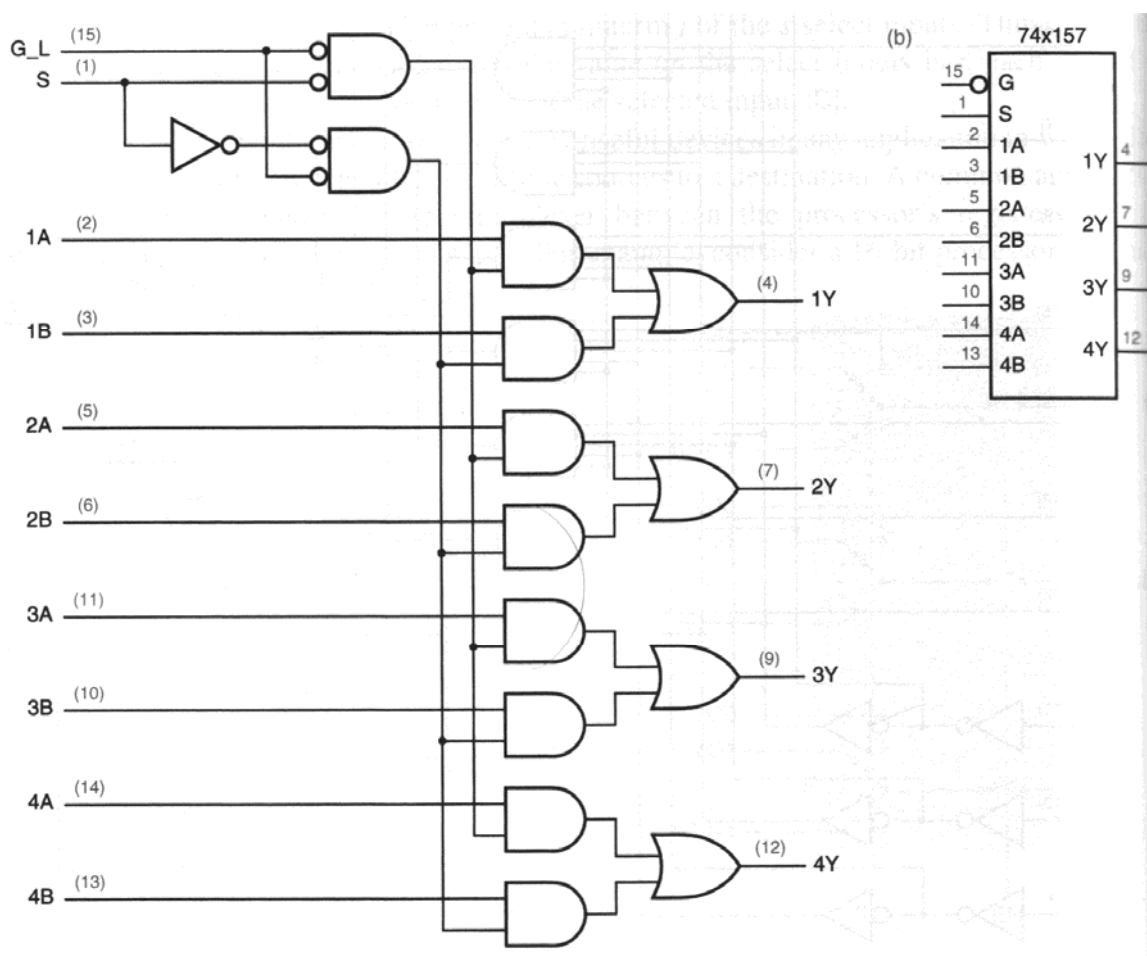 G_L (15)
S (1)
1A (2)
1B (3)
2A (5)
2B (6)
3A (11)
3B (10)
4A (14)
4B (13)
(4) 1Y
(7) 2Y
(9) 3Y
(12) 4Y
(b)
74x157
15 G
1 S
2 1A
3 1B
5 2A
6 2B
11 3A
10 3B
14 4A
13 4B
1Y 4
2Y 7
3Y 9
4Y 12